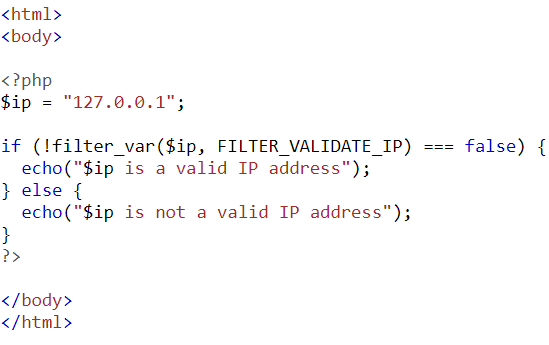 <html>
<body>
<?php
$ip = "127.0.0.1";
if (!filter_var($ip, FILTER_VALIDATE_IP) === false) {
  echo("$ip is a valid IP address");
} else {
  echo("$ip is not a valid IP address");
}
?>
</body>
</html>